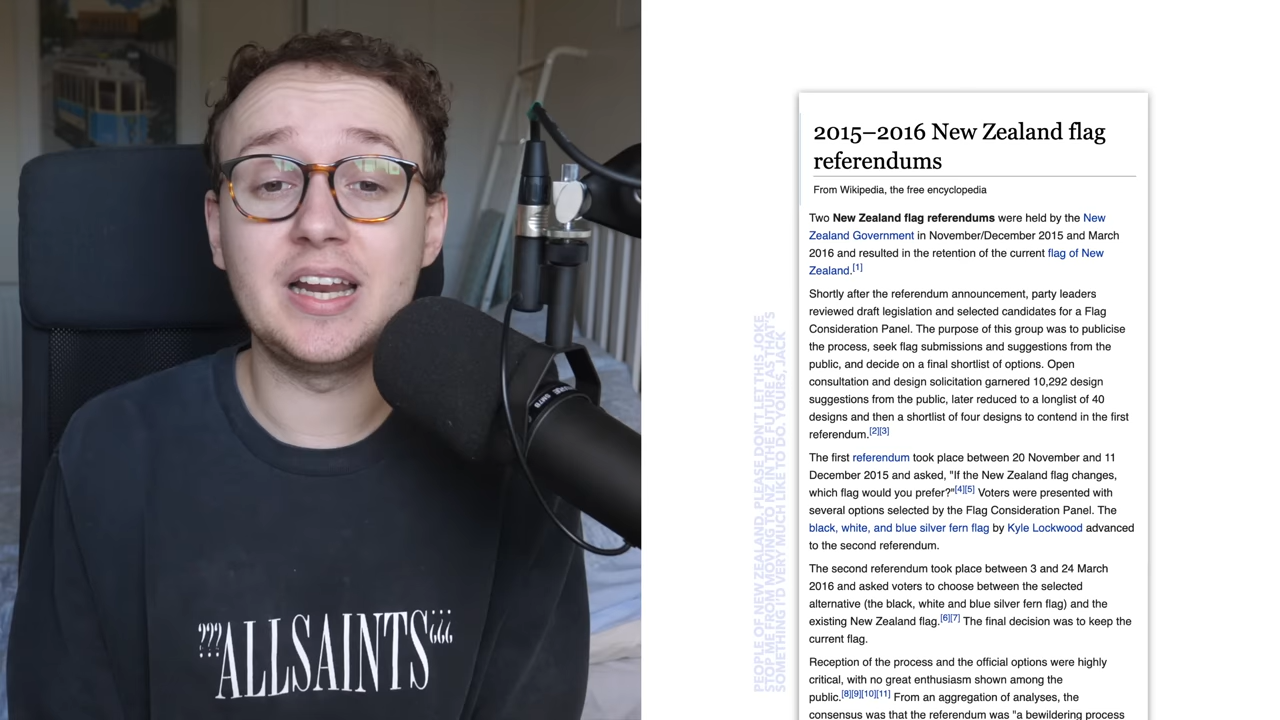 ???ALLSAINTS¿¿¿
PEOPLE OF NEW ZEALAND, PLEASE DON'T LET THIS JOKE
STOP ME FROM MOVING TO NZ IN THE FUTURE AS THAT'S
SOMETHING I'D VERY MUCH LIKE TO DO. YOURS, JACK
2015–2016 New Zealand flag
referendums
From Wikipedia, the free encyclopedia
Two New Zealand flag referendums were held by the New
Zealand Government in November/December 2015 and March
2016 and resulted in the retention of the current flag of New
Zealand.[1]
Shortly after the referendum announcement, party leaders
reviewed draft legislation and selected candidates for a Flag
Consideration Panel. The purpose of this group was to publicise
the process, seek flag submissions and suggestions from the
public, and decide on a final shortlist of options. Open
consultation and design solicitation garnered 10,292 design
suggestions from the public, later reduced to a longlist of 40
designs and then a shortlist of four designs to contend in the first
referendum.[2][3]
The first referendum took place between 20 November and 11
December 2015 and asked, "If the New Zealand flag changes,
which flag would you prefer?"[4][5] Voters were presented with
several options selected by the Flag Consideration Panel. The
black, white, and blue silver fern flag by Kyle Lockwood advanced
to the second referendum.
The second referendum took place between 3 and 24 March
2016 and asked voters to choose between the selected
alternative (the black, white and blue silver fern flag) and the
existing New Zealand flag.[6][7] The final decision was to keep the
current flag.
Reception of the process and the official options were highly
critical, with no great enthusiasm shown among the
public.[8][9][10][11] From an aggregation of analyses, the
consensus was that the referendum was "a bewildering process